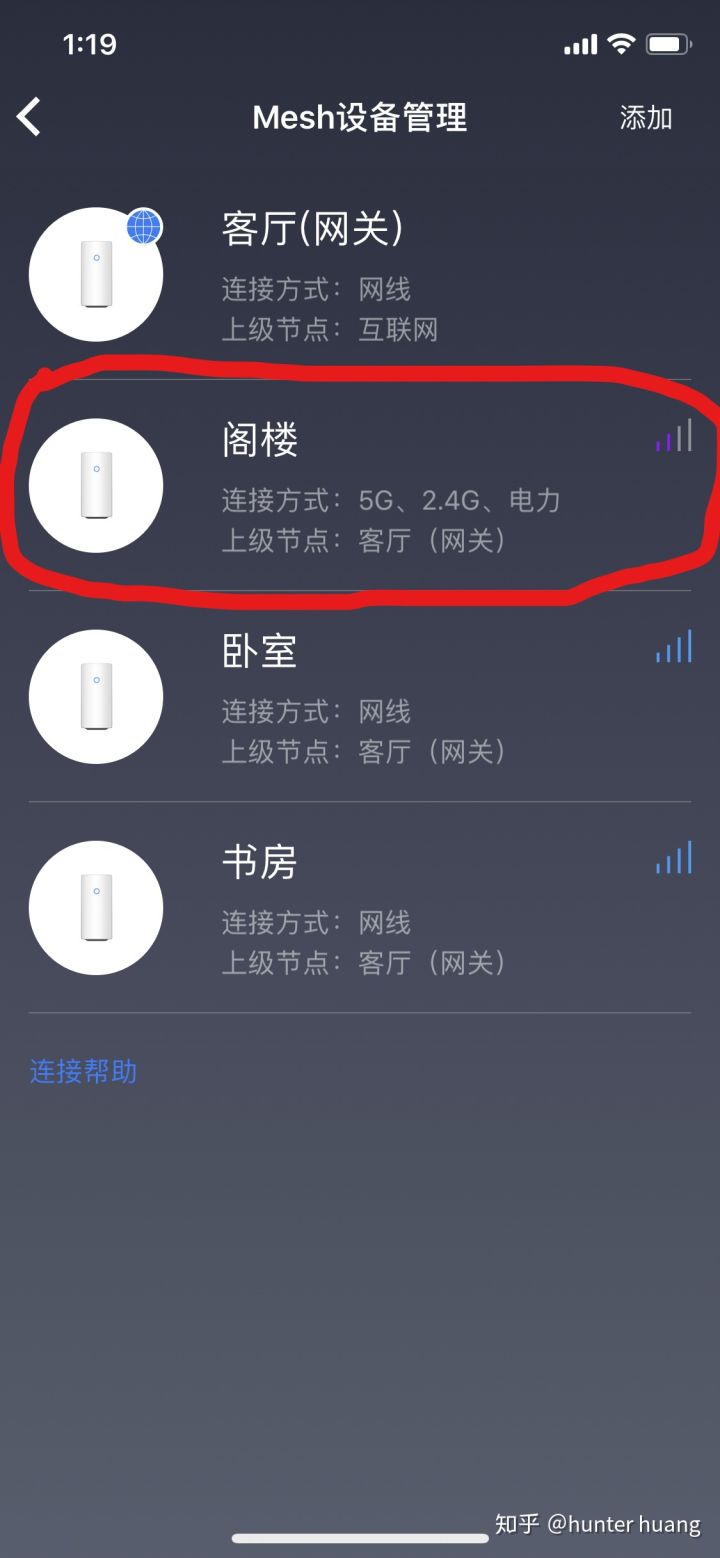 1:19
Mesh设备管理
添加
客厅(网关)
连接方式：网线
上级节点：互联网
阁楼
连接方式：5G、2.4G、电力
上级节点：客厅（网关）
卧室
连接方式：网线
上级节点：客厅（网关）
书房
连接方式：网线
上级节点：客厅（网关）
连接帮助
知乎 @hunter huang